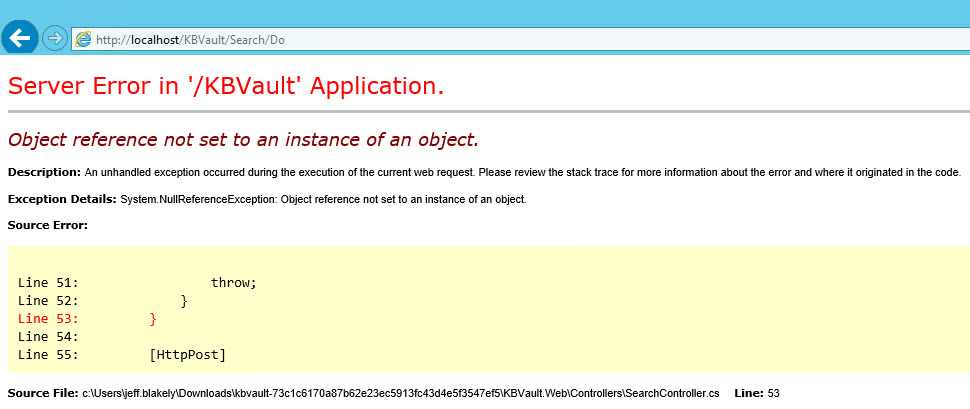 http://localhost/KBVault/Search/Do
Server Error in '/KBVault' Application.
Object reference not set to an instance of an object.
Description: An unhandled exception occurred during the execution of the current web request. Please review the stack trace for more information about the error and where it originated in the code.
Exception Details: System.NullReferenceException: Object reference not set to an instance of an object.
Source Error:
Line 51:                 throw;
Line 52:             }
Line 53:         }
Line 54:
Line 55:         [HttpPost]
Source File: c:\Users\jeff.blakely\Downloads\kbvault-73c1c6170a87b62e23ec5913fc43d4e5f3547ef5\KBVault.Web\Controllers\SearchController.cs    Line: 53